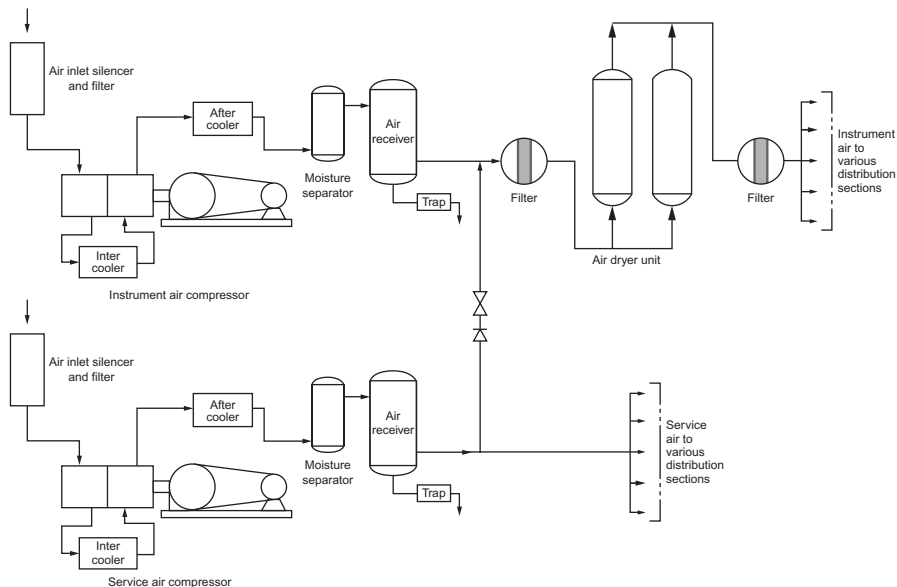 Air inlet silencer
and filter
After
cooler
Moisture
separator
Air
receiver
Trap
Inter
cooler
Instrument air compressor
Filter
Air dryer unit
Filter
Instrument
air to
various
distribution
sections
Air inlet silencer
and filter
After
cooler
Moisture
separator
Air
receiver
Trap
Inter
cooler
Service air compressor
Service
air to
various
distribution
sections